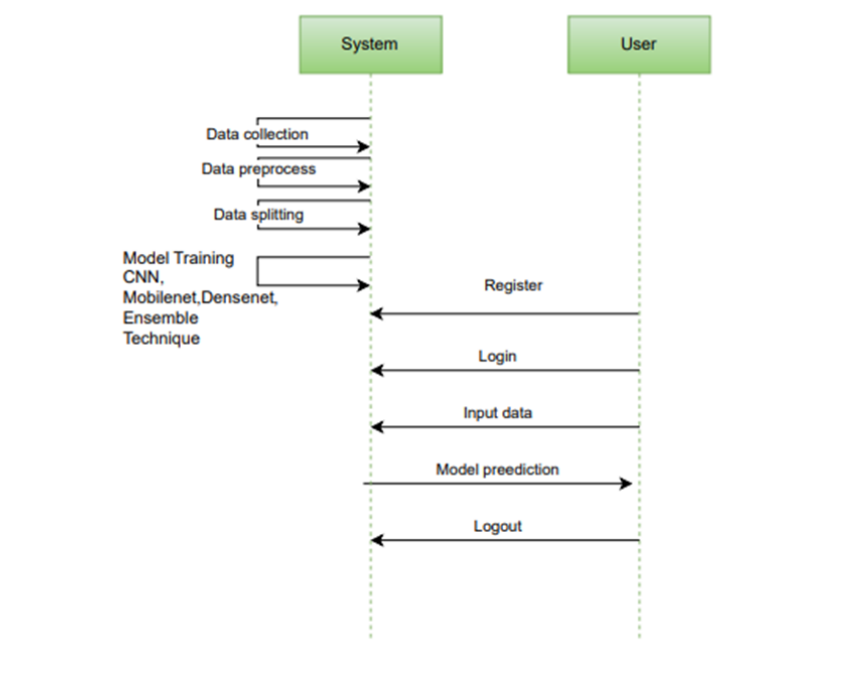 System
User
Data collection
Data preprocess
Data splitting
Model Training
CNN,
Mobilenet,Densenet,
Ensemble
Technique
Register
Login
Input data
Model preediction
Logout